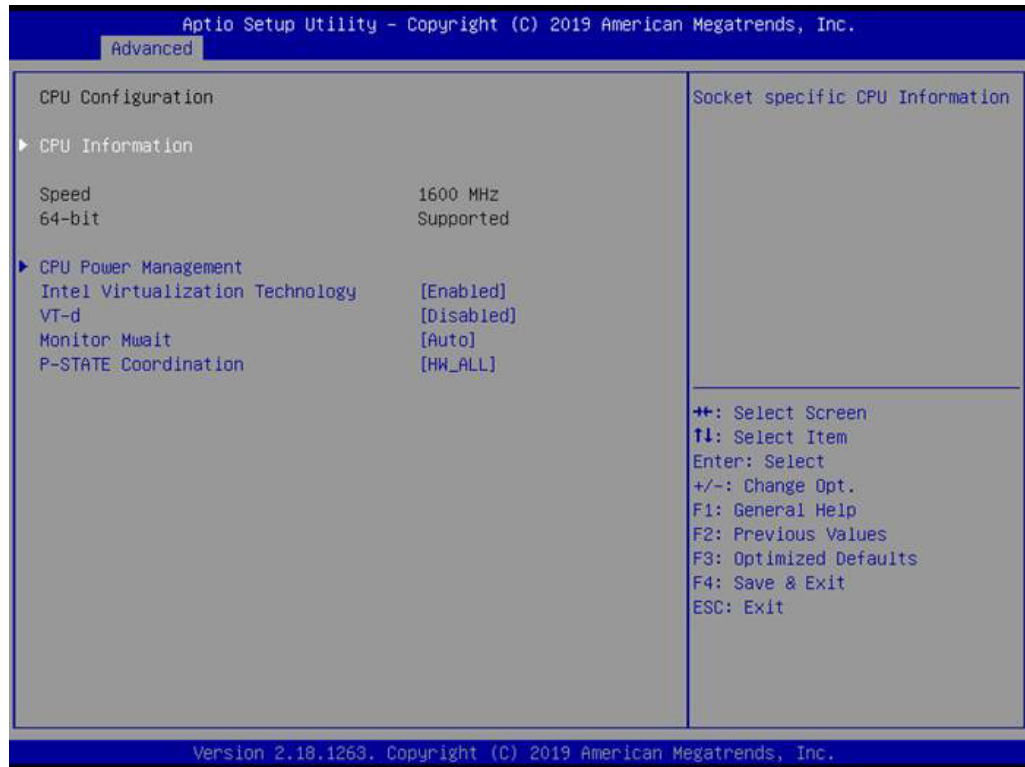 Aptio Setup Utility – Copyright (C) 2019 American Megatrends, Inc.
Advanced
CPU Configuration
Socket specific CPU Information
▶ CPU Information
Speed 1600 MHz
64-bit Supported
▶ CPU Power Management
Intel Virtualization Technology [Enabled]
VT-d [Disabled]
Monitor Mwait [Auto]
P-STATE Coordination [HW_ALL]
→←: Select Screen
↑↓: Select Item
Enter: Select
+/-: Change Opt.
F1: General Help
F2: Previous Values
F3: Optimized Defaults
F4: Save & Exit
ESC: Exit
Version 2.18.1263. Copyright (C) 2019 American Megatrends, Inc.